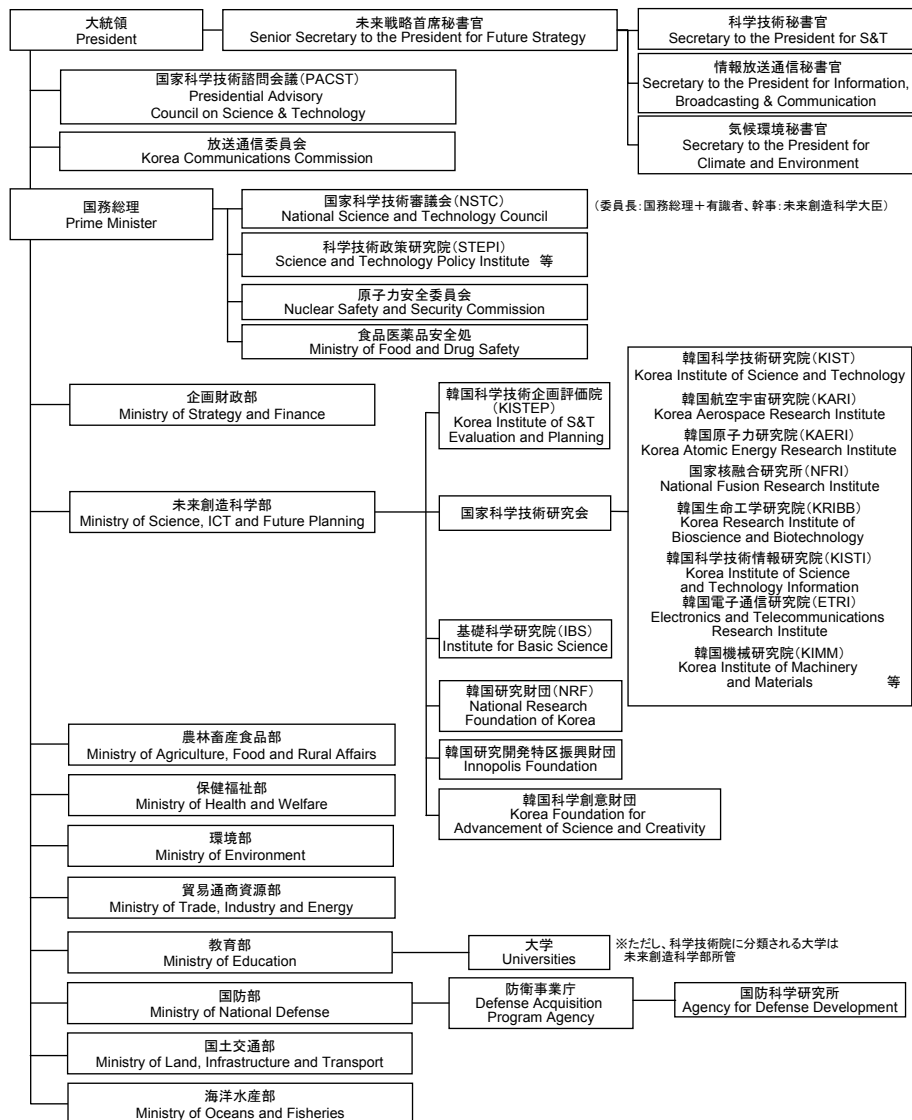 大統領
President
未来戦略首席秘書官
Senior Secretary to the President for Future Strategy
科学技術秘書官
Secretary to the President for S&T
情報放送通信秘書官
Secretary to the President for Information,
Broadcasting & Communication
気候環境秘書官
Secretary to the President for
Climate and Environment
国家科学技術諮問会議(PACST)
Presidential Advisory
Council on Science & Technology
放送通信委員会
Korea Communications Commission
国務総理
Prime Minister
国家科学技術審議会(NSTC)
National Science and Technology Council
(委員長:国務総理+有識者、幹事:未来創造科学大臣)
科学技術政策研究院(STEPI)
Science and Technology Policy Institute 等
原子力安全委員会
Nuclear Safety and Security Commission
食品医薬品安全処
Ministry of Food and Drug Safety
企画財政部
Ministry of Strategy and Finance
未来創造科学部
Ministry of Science, ICT and Future Planning
韓国科学技術企画評価院
(KISTEP)
Korea Institute of S&T
Evaluation and Planning
国家科学技術研究会
韓国科学技術研究院(KIST)
Korea Institute of Science and Technology
韓国航空宇宙研究院(KARI)
Korea Aerospace Research Institute
韓国原子力研究院(KAERI)
Korea Atomic Energy Research Institute
国家核融合研究所(NFRI)
National Fusion Research Institute
韓国生命工学研究院(KRIBB)
Korea Research Institute of
Bioscience and Biotechnology
韓国科学技術情報研究院(KISTI)
Korea Institute of Science
and Technology Information
韓国電子通信研究院(ETRI)
Electronics and Telecommunications
Research Institute
韓国機械研究院(KIMM)
Korea Institute of Machinery
and Materials 等
基礎科学研究院(IBS)
Institute for Basic Science
韓国研究財団(NRF)
National Research
Foundation of Korea
韓国研究開発特区振興財団
Innopolis Foundation
韓国科学創意財団
Korea Foundation for
Advancement of Science and Creativity
農林畜産食品部
Ministry of Agriculture, Food and Rural Affairs
保健福祉部
Ministry of Health and Welfare
環境部
Ministry of Environment
貿易通商資源部
Ministry of Trade, Industry and Energy
教育部
Ministry of Education
大学
Universities
※ただし、科学技術院に分類される大学は
未来創造科学部所管
国防部
Ministry of National Defense
防衛事業庁
Defense Acquisition
Program Agency
国防科学研究所
Agency for Defense Development
国土交通部
Ministry of Land, Infrastructure and Transport
海洋水産部
Ministry of Oceans and Fisheries